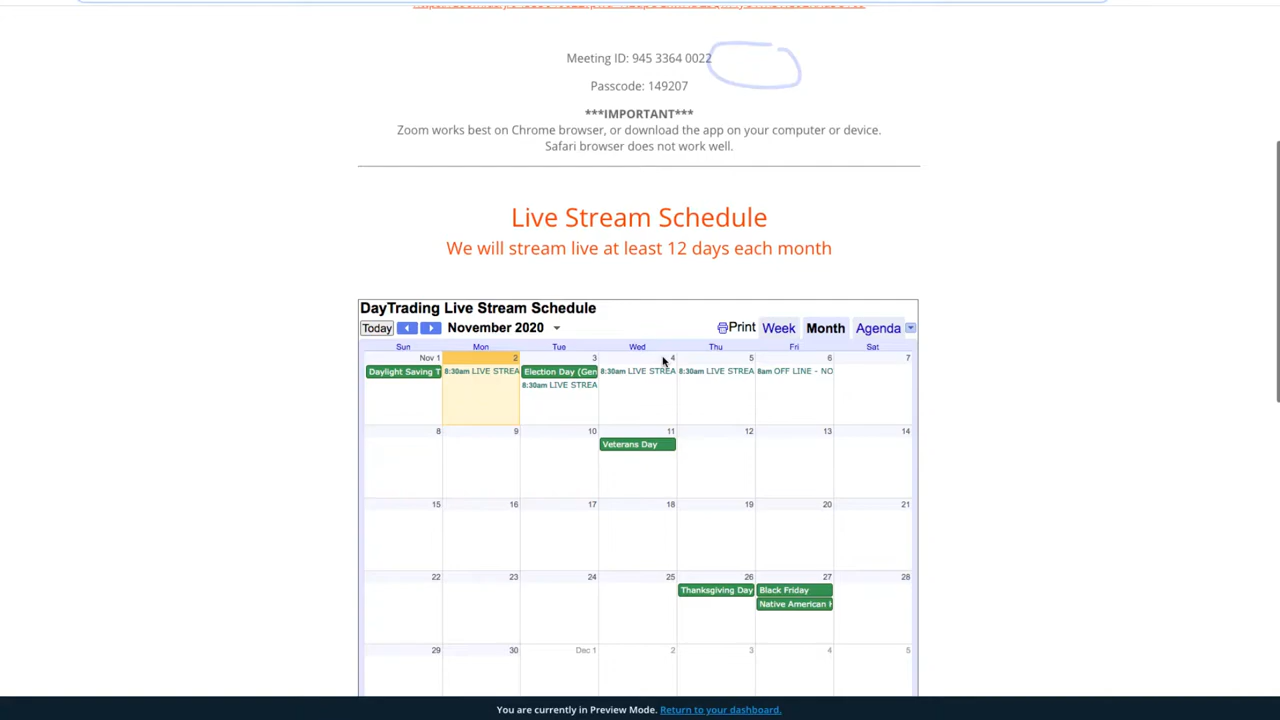 Meeting ID: 945 3364 0022
Passcode: 149207
***IMPORTANT***
Zoom works best on Chrome browser, or download the app on your computer or device.
Safari browser does not work well.
Live Stream Schedule
We will stream live at least 12 days each month
DayTrading Live Stream Schedule
Today November 2020 Print Week Month Agenda
Sun Mon Tue Wed Thu Fri Sat
Nov 1 2 3 4 5 6 7
Daylight Saving T 8:30am LIVE STREA Election Day (Gen 8:30am LIVE STREA 8:30am LIVE STREA 8am OFF LINE - NO
8:30am LIVE STREA
8 9 10 11 12 13 14
Veterans Day
15 16 17 18 19 20 21
22 23 24 25 26 27 28
Thanksgiving Day Black Friday
Native American H
29 30 Dec 1 2 3 4 5
You are currently in Preview Mode. Return to your dashboard.